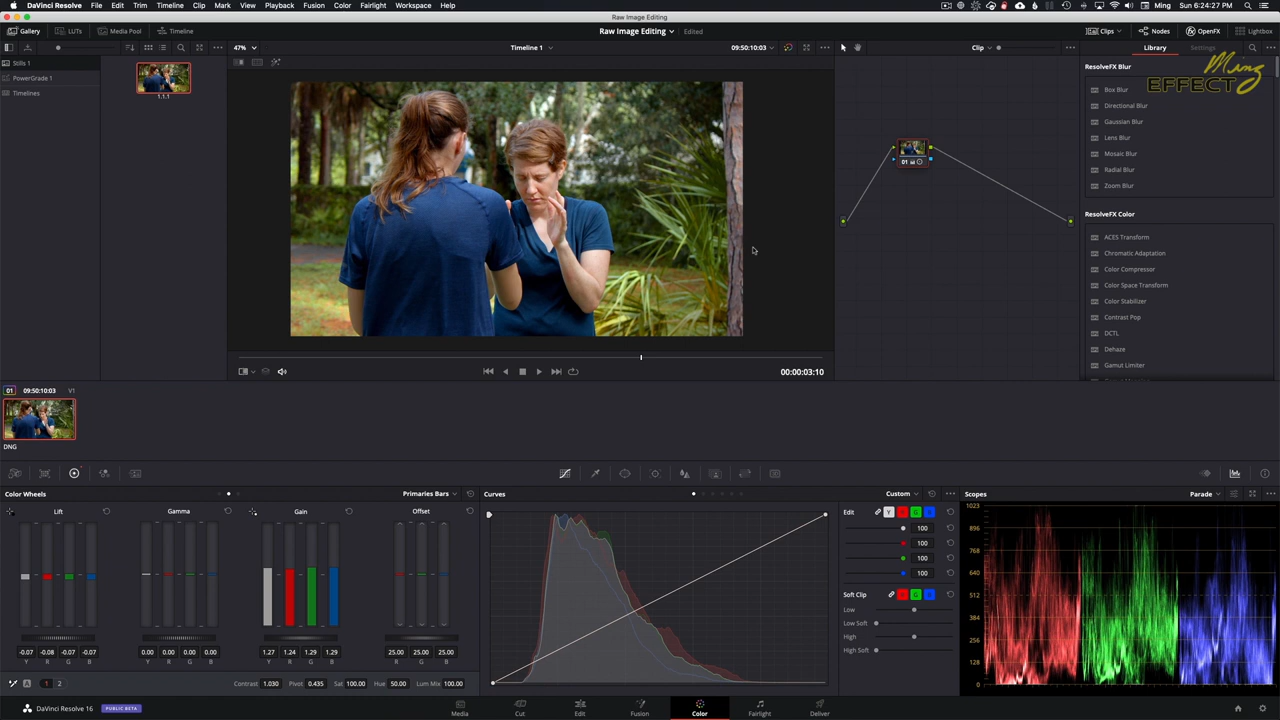 DaVinci Resolve File Edit Trim Timeline Clip Mark View Playback Fusion Color Fairlight Workspace Help
Ming Sun 6:24:27 PM
Raw Image Editing
Gallery LUTs Media Pool Timeline
Raw Image Editing Edited
Clips Nodes OpenFX Lightbox
47% Timeline 1 09:50:10:03 Clip Library Settings
Stills 1
PowerGrade 1
Timelines
1.1.1
Ming
EFFECT
01
ResolveFX Blur
Box Blur
Directional Blur
Gaussian Blur
Lens Blur
Mosaic Blur
Radial Blur
Zoom Blur
ResolveFX Color
ACES Transform
Chromatic Adaptation
Color Compressor
Color Space Transform
Color Stabilizer
Contrast Pop
DCTL
Dehaze
Gamut Limiter
00:00:03:10
01 09:50:10:03 V1
DNG
Color Wheels Primaries Bars
Lift Gamma Gain Offset
-0.07 -0.08 -0.07 -0.07 0.00 0.00 0.00 0.00 1.27 1.24 1.29 1.29 25.00 25.00 25.00
Y R G B Y R G B Y R G B R G B
A 1 2 Contrast 1.030 Pivot 0.435 Sat 100.00 Hue 50.00 Lum Mix 100.00
Curves Custom
Edit Y R G B
100
100
100
100
Soft Clip R G B
Low
Low Soft
High
High Soft
Scopes Parade
1023
896
768
640
512
384
256
128
0
DaVinci Resolve 16 PUBLIC BETA
Media Cut Edit Fusion Color Fairlight Deliver